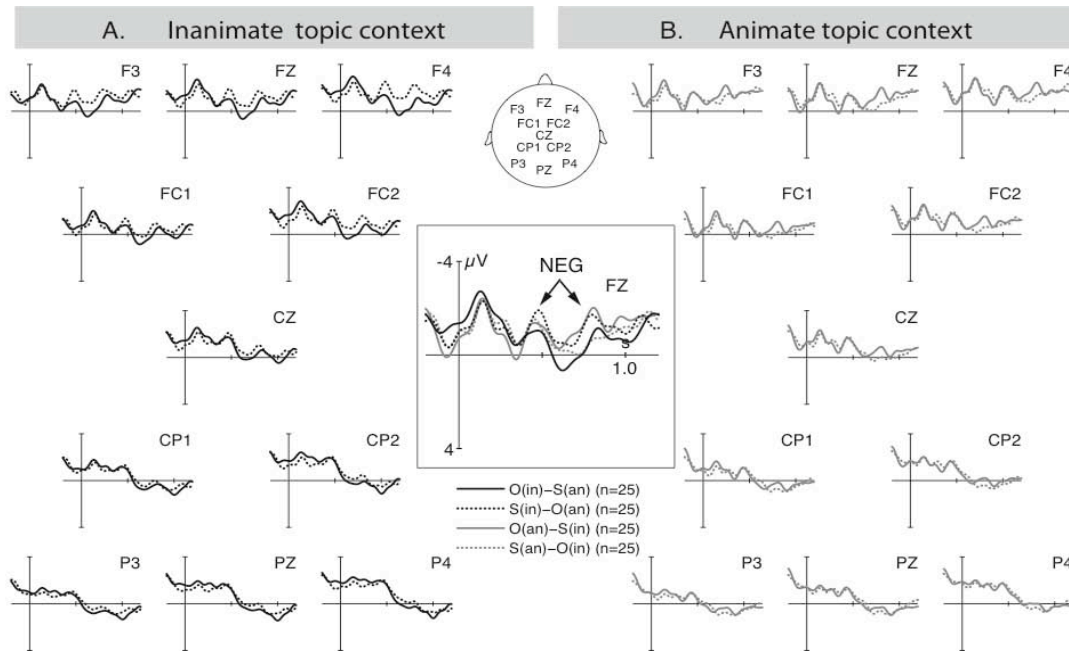 A. Inanimate topic context
B. Animate topic context
F3 FZ F4
F3 FZ F4
F3 FZ F4
FC1 FC2
CZ
CP1 CP2
P3 PZ P4
FC1 FC2
FC1 FC2
-4 µV
NEG
FZ
s
1.0
4
CZ
CZ
CP1 CP2
CP1 CP2
O(in)–S(an) (n=25)
S(in)–O(an) (n=25)
O(an)–S(in) (n=25)
S(an)–O(in) (n=25)
P3 PZ P4
P3 PZ P4